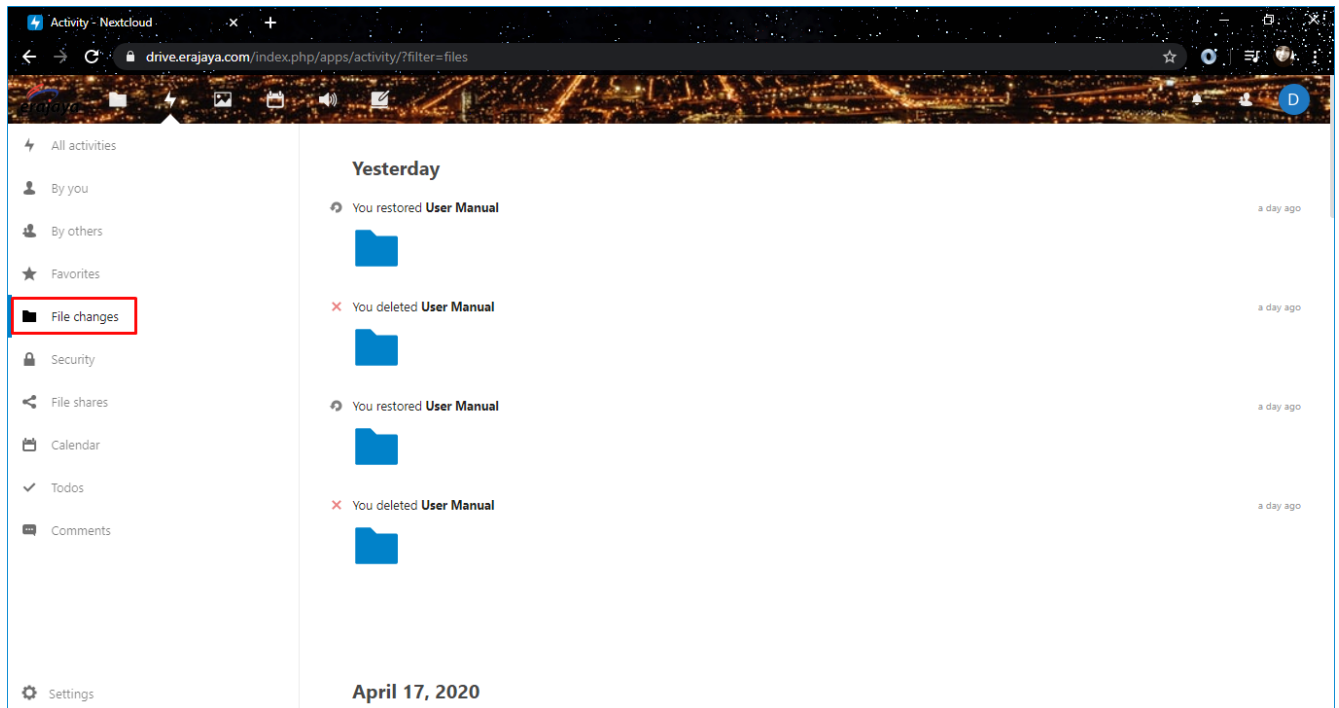 Activity - Nextcloud
drive.erajaya.com/index.php/apps/activity/?filter=files
erajaya
D
All activities
By you
By others
Favorites
File changes
Security
File shares
Calendar
Todos
Comments
Settings
Yesterday
You restored User Manual a day ago
You deleted User Manual a day ago
You restored User Manual a day ago
You deleted User Manual a day ago
April 17, 2020